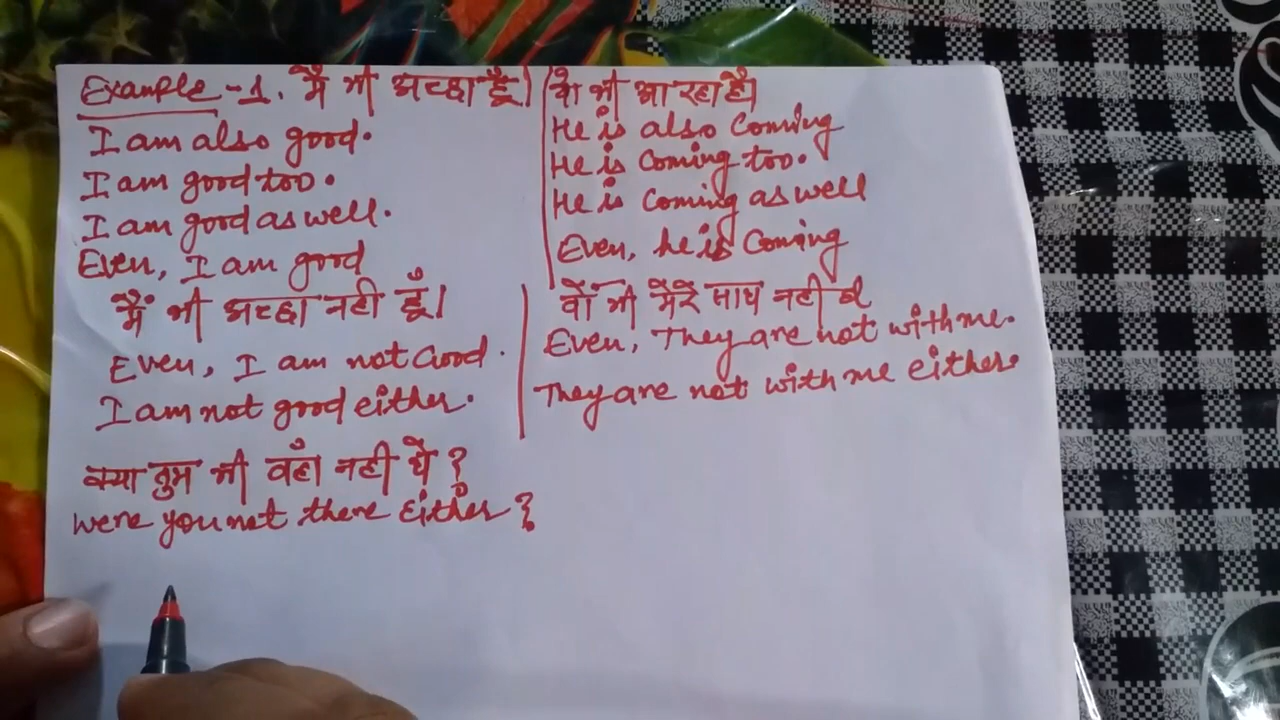 Example-1. मैं भी अच्छा हूँ।
I am also good.
I am good too.
I am good as well.
Even, I am good
वो भी आ रहा है।
He is also coming
He is coming too.
He is coming as well
Even, he is coming
मैं भी अच्छा नही हूँ।
Even, I am not Good.
I am not good either.
वों भी मेरे साथ नही है
Even, They are not with me.
They are not with me either.
क्या तुम भी वहाँ नही थे?
were you not there either?